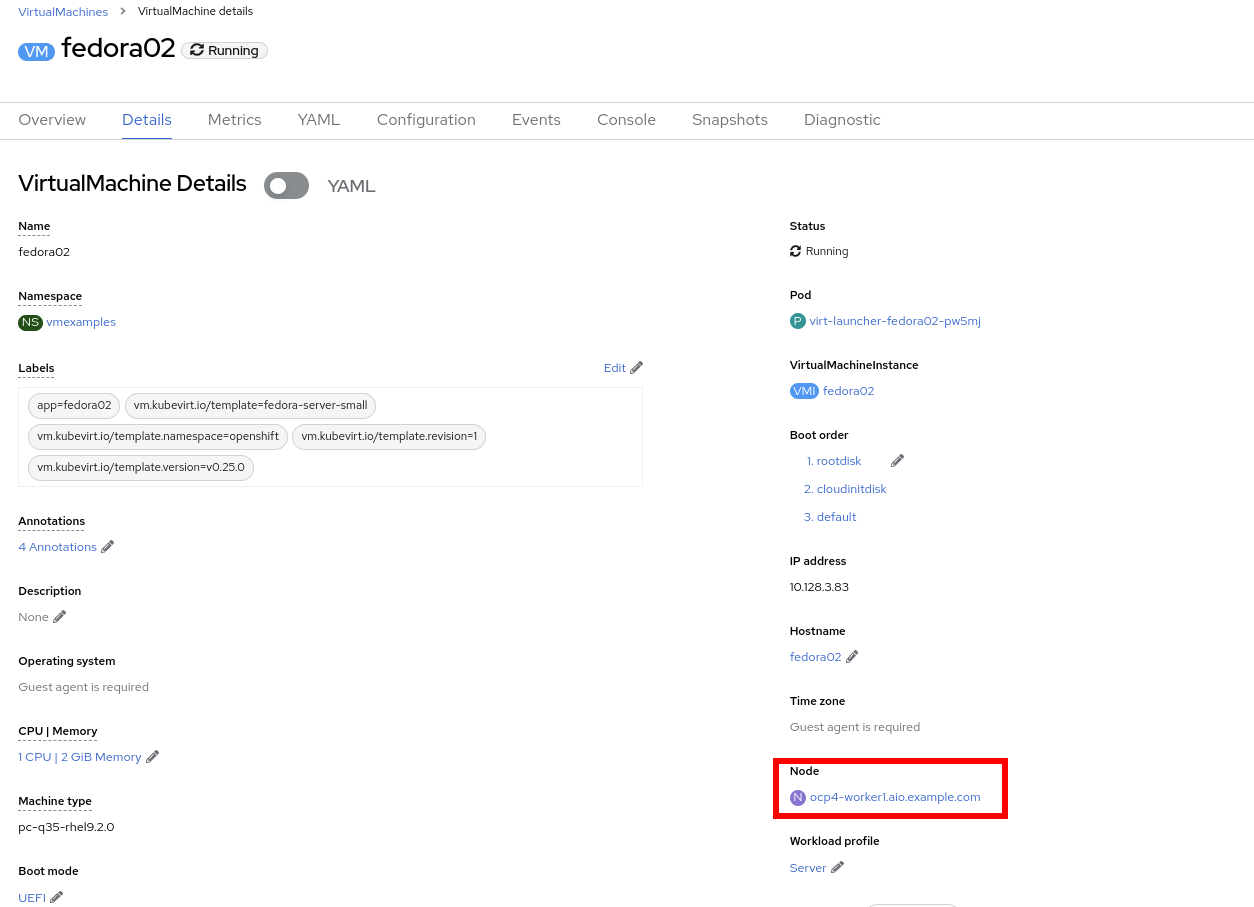 VirtualMachines > VirtualMachine details
VM fedora02 Running
Overview Details Metrics YAML Configuration Events Console Snapshots Diagnostic
VirtualMachine Details YAML
Name
fedora02
Namespace
NS vmexamples
Labels Edit
app=fedora02 vm.kubevirt.io/template=fedora-server-small
vm.kubevirt.io/template.namespace=openshift vm.kubevirt.io/template.revision=1
vm.kubevirt.io/template.version=v0.25.0
Annotations
4 Annotations
Description
None
Operating system
Guest agent is required
CPU | Memory
1 CPU | 2 GiB Memory
Machine type
pc-q35-rhel9.2.0
Boot mode
UEFI
Status
Running
Pod
P virt-launcher-fedora02-pw5mj
VirtualMachineInstance
VMI fedora02
Boot order
1. rootdisk
2. cloudinitdisk
3. default
IP address
10.128.3.83
Hostname
fedora02
Time zone
Guest agent is required
Node
N ocp4-worker1.aio.example.com
Workload profile
Server